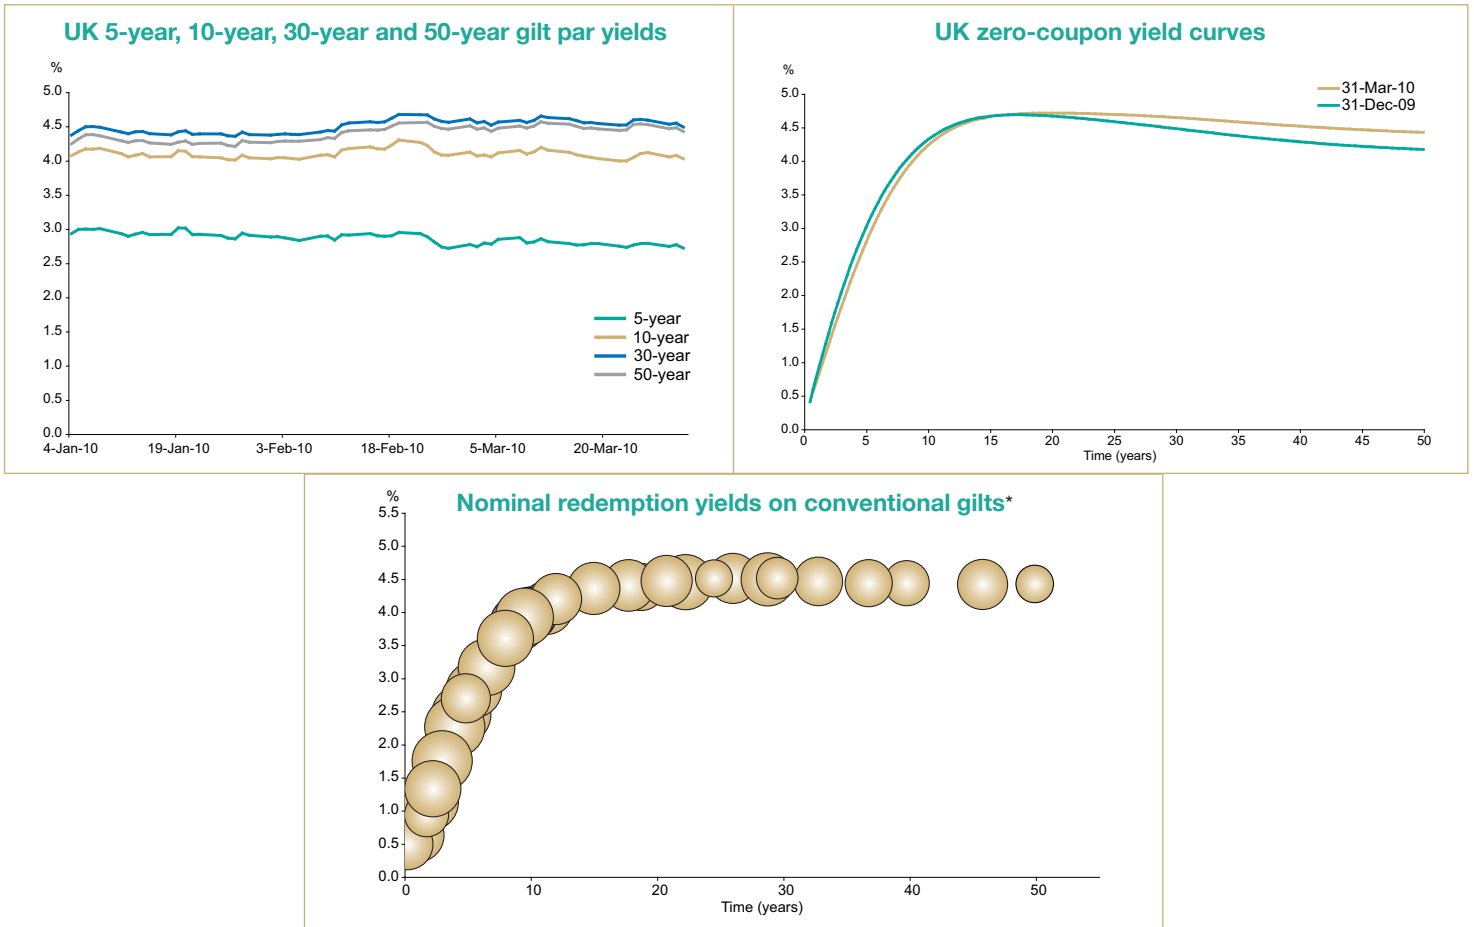 UK 5-year, 10-year, 30-year and 50-year gilt par yields
%
5.0
4.5
4.0
3.5
3.0
2.5
2.0
1.5
1.0
0.5
0.0
4-Jan-10 19-Jan-10 3-Feb-10 18-Feb-10 5-Mar-10 20-Mar-10
5-year
10-year
30-year
50-year
UK zero-coupon yield curves
%
5.0
4.5
4.0
3.5
3.0
2.5
2.0
1.5
1.0
0.5
0.0
0 5 10 15 20 25 30 35 40 45 50
Time (years)
31-Mar-10
31-Dec-09
Nominal redemption yields on conventional gilts*
%
5.5
5.0
4.5
4.0
3.5
3.0
2.5
2.0
1.5
1.0
0.5
0.0
0 10 20 30 40 50
Time (years)